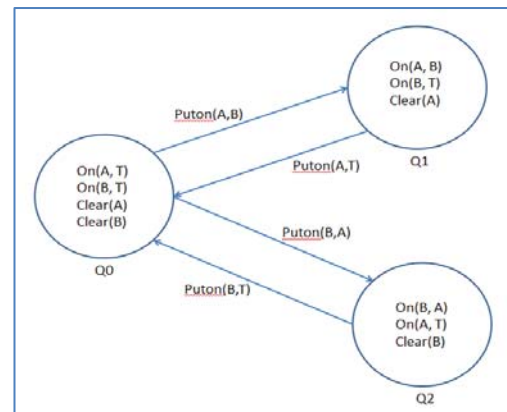 On(A, B)
On(B, T)
Clear(A)
Q1
Puton(A,B)
Puton(A,T)
On(A, T)
On(B, T)
Clear(A)
Clear(B)
Q0
Puton(B,A)
Puton(B,T)
On(B, A)
On(A, T)
Clear(B)
Q2